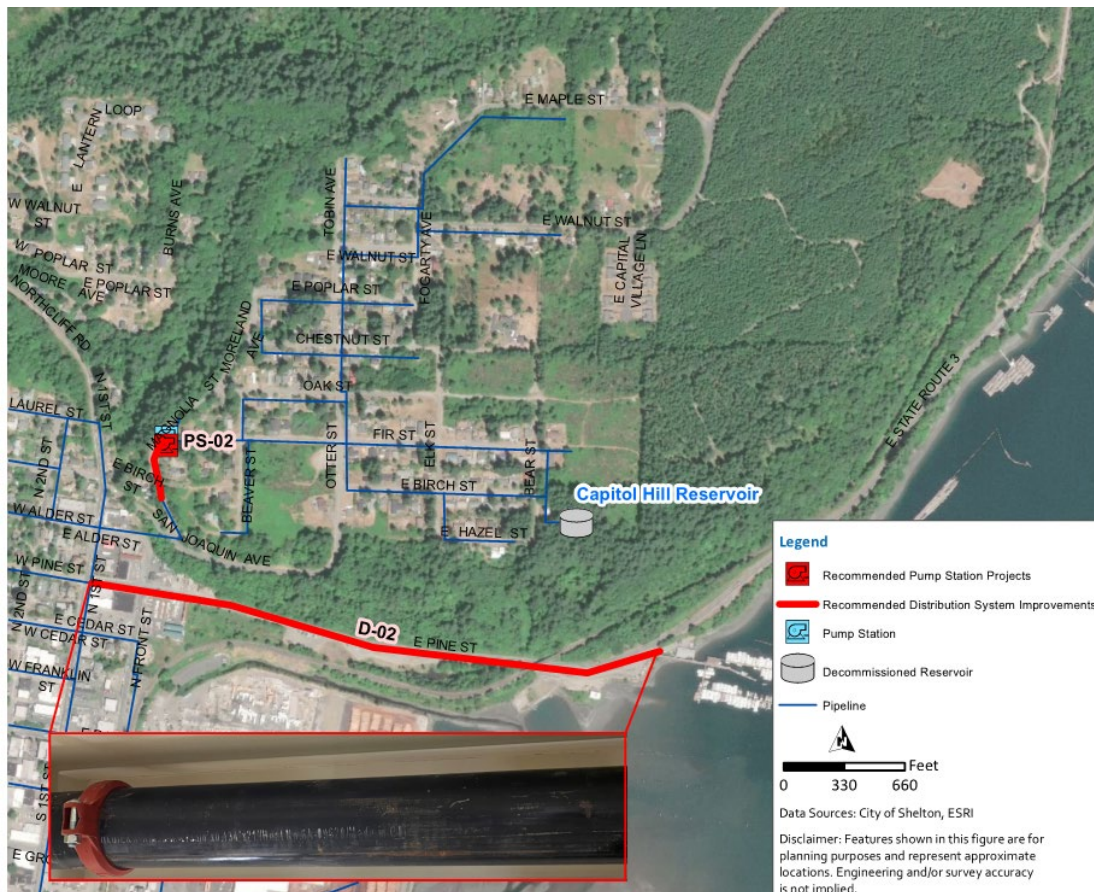 E MAPLE ST
LOOP
E LANTERN
W WALNUT
ST
BURNS AVE
TOBIN AVE
E WALNUT ST
E WALNUT ST
FOGARTY AVE
W POPLAR ST
MOORE AVE
E POPLAR ST
E POPLAR ST
E CAPITAL
VILLAGE LN
NORTHCLIFF RD
MORELAND
AVE
CHESTNUT ST
N 1ST ST
MAGNOLIA ST
OAK ST
E STATE ROUTE 3
LAUREL ST
PS-02
FIR ST
ELK ST
OTTER ST
BEAVER ST
BEAR ST
N 2ND ST
E BIRCH
ST
E BIRCH ST
Capitol Hill Reservoir
W ALDER ST
E ALDER ST
SAN JOAQUIN AVE
E HAZEL ST
W PINE ST
N 1ST ST
N 2ND ST
E CEDAR ST
W CEDAR ST
N FRONT ST
D-02
E PINE ST
W FRANKLIN
ST
S 1ST ST
Legend
Recommended Pump Station Projects
Recommended Distribution System Improvements
Pump Station
Decommissioned Reservoir
Pipeline
Feet
0 330 660
Data Sources: City of Shelton, ESRI
Disclaimer: Features shown in this figure are for
planning purposes and represent approximate
locations. Engineering and/or survey accuracy
is not implied.